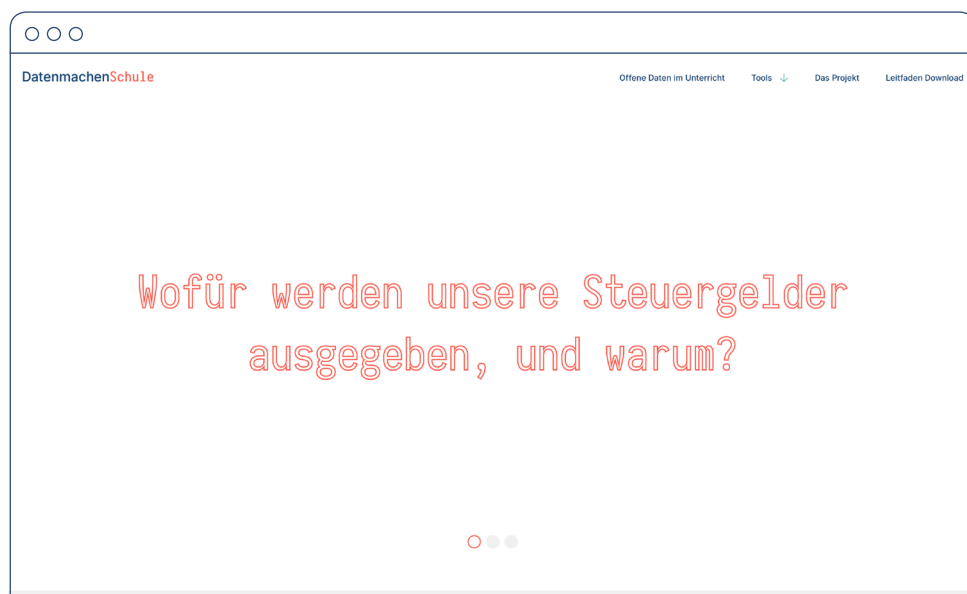 DatenmachenSchule
Offene Daten im Unterricht Tools ↓ Das Projekt Leitfaden Download
Wofür werden unsere Steuergelder
ausgegeben, und warum?